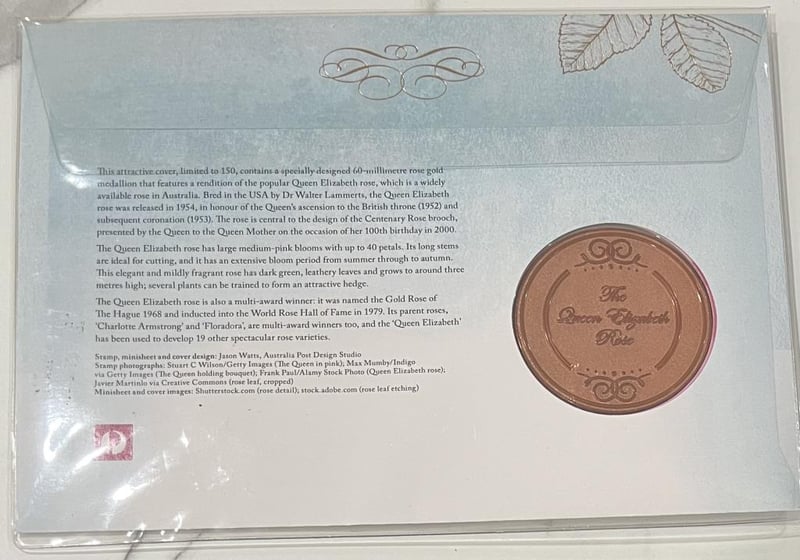 This attractive cover, limited to 150, contains a specially designed 60-millimetre rose gold
medallion that features a rendition of the popular Queen Elizabeth rose, which is a widely
available rose in Australia. Bred in the USA by Dr Walter Lammerts, the Queen Elizabeth
rose was released in 1954, in honour of the Queen's ascension to the British throne (1952) and
subsequent coronation (1953). The rose is central to the design of the Centenary Rose brooch,
presented by the Queen to the Queen Mother on the occasion of her 100th birthday in 2000.
The Queen Elizabeth rose has large medium-pink blooms with up to 40 petals. Its long stems
are ideal for cutting, and it has an extensive bloom period from summer through to autumn.
This elegant and mildly fragrant rose has dark green, leathery leaves and grows to around three
metres high; several plants can be trained to form an attractive hedge.
The Queen Elizabeth rose is also a multi-award winner: it was named the Gold Rose of
The Hague 1968 and inducted into the World Rose Hall of Fame in 1979. Its parent roses,
'Charlotte Armstrong' and 'Floradora', are multi-award winners too, and the 'Queen Elizabeth'
has been used to develop 19 other spectacular rose varieties.
Stamp, minisheet and cover design: Jason Watts, Australia Post Design Studio
Stamp photographs: Stuart C Wilson/Getty Images (The Queen in pink); Max Mumby/Indigo
via Getty Images (The Queen holding bouquet); Frank Paul/Alamy Stock Photo (Queen Elizabeth rose);
Javier Martinlo via Creative Commons (rose leaf, cropped)
Minisheet and cover images: Shutterstock.com (rose detail); stock.adobe.com (rose leaf etching)
The
Queen Elizabeth
Rose